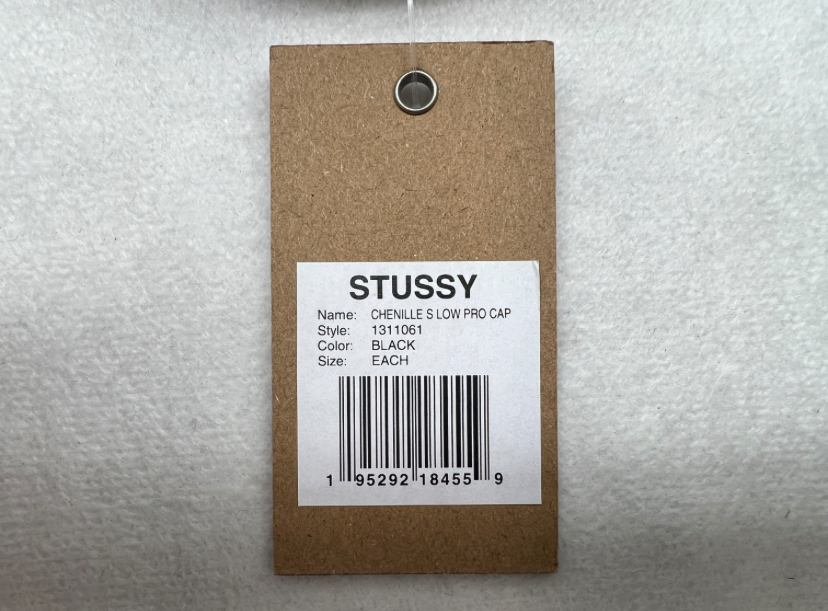 STUSSY
Name: CHENILLE S LOW PRO CAP
Style: 1311061
Color: BLACK
Size: EACH
1 95292 18455 9